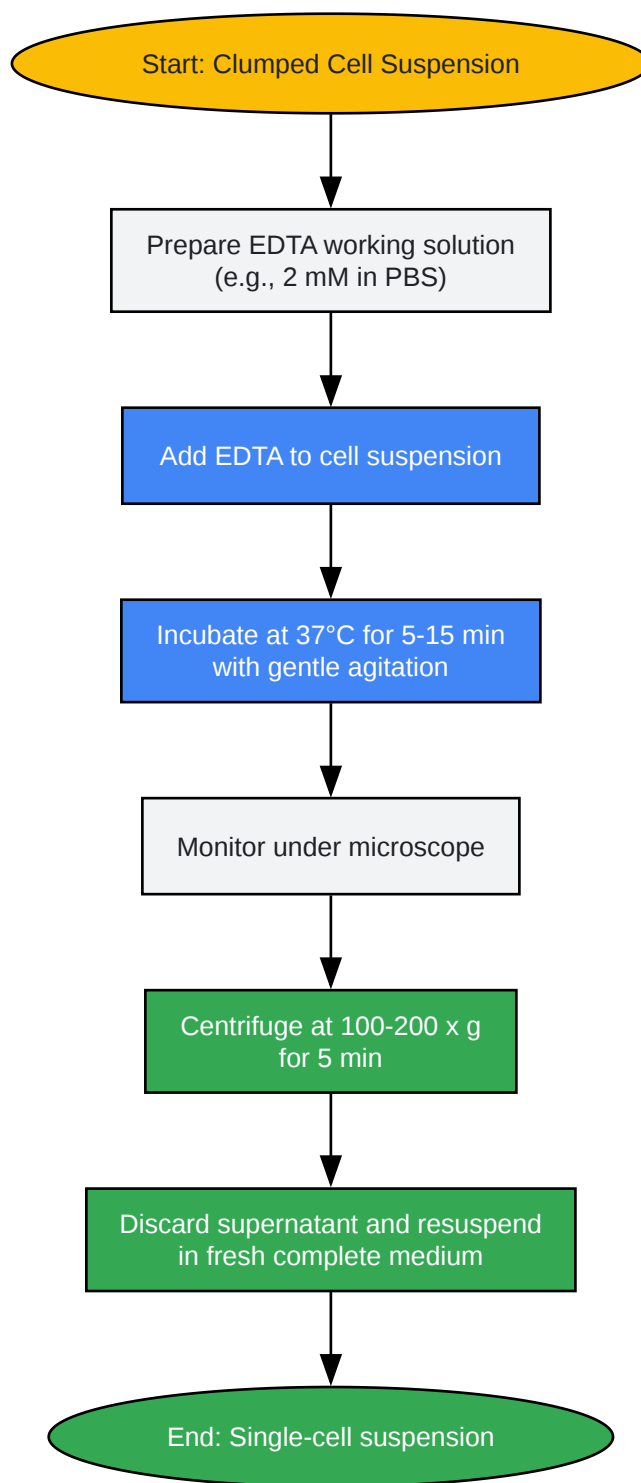 Start: Clumped Cell Suspension
Prepare EDTA working solution
(e.g., 2 mM in PBS)
Add EDTA to cell suspension
Incubate at 37°C for 5-15 min
with gentle agitation
Monitor under microscope
Centrifuge at 100-200 x g
for 5 min
Discard supernatant and resuspend
in fresh complete medium
End: Single-cell suspension